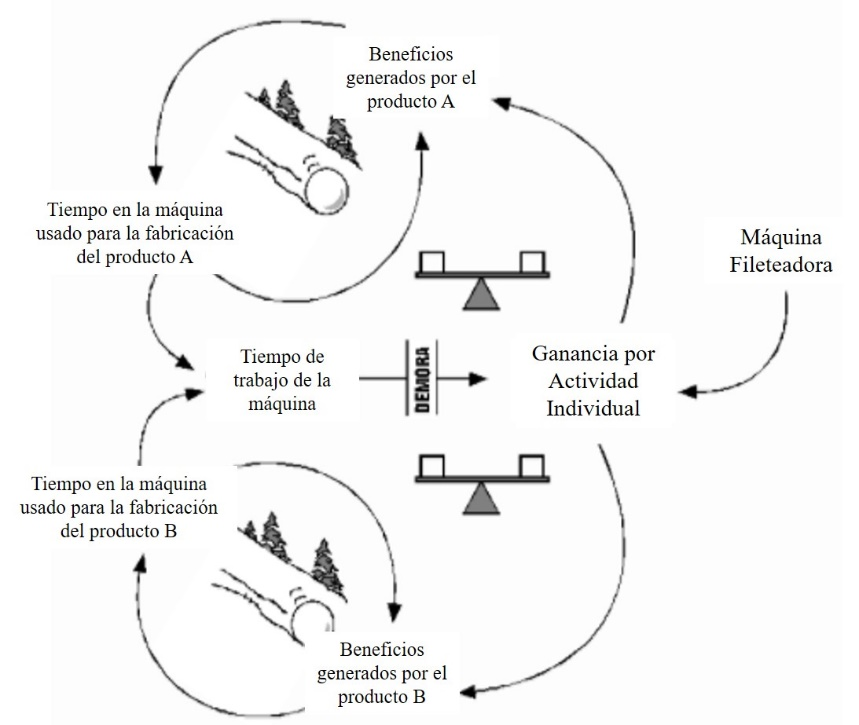 Beneficios
generados por el
producto A
Tiempo en la máquina
usado para la fabricación
del producto A
Máquina
Fileteadora
Tiempo de
trabajo de la
máquina
DEMORA
Ganancia por
Actividad
Individual
Tiempo en la máquina
usado para la fabricación
del producto B
Beneficios
generados por el
producto B